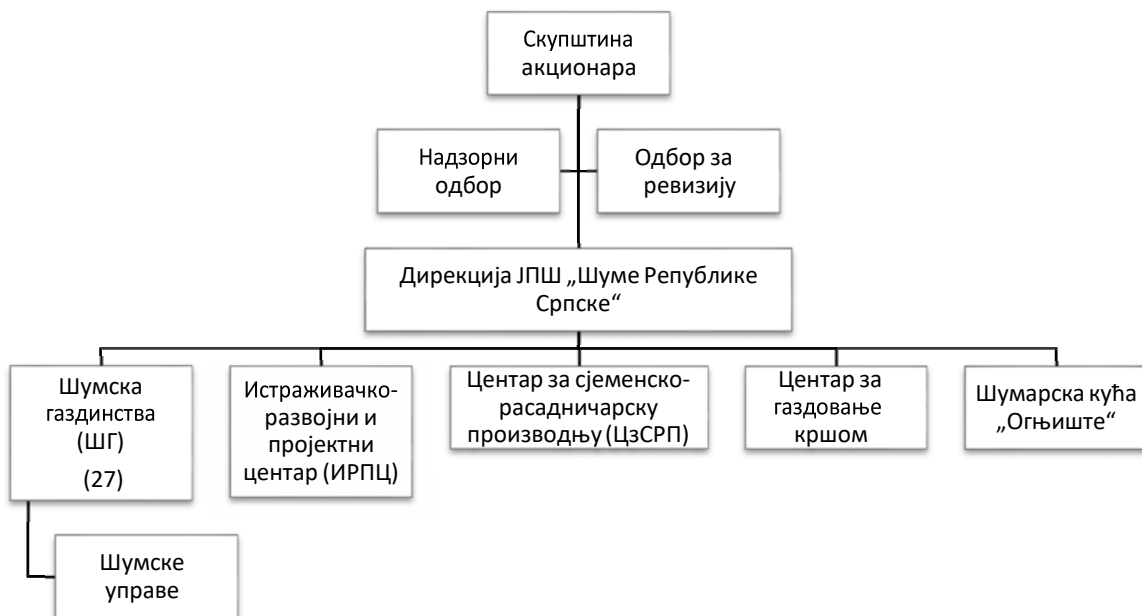 Скупштина
акционара
Надзорни
одбор
Одбор за
ревизију
Дирекција ЈПШ „Шуме Републике
Српске“
Шумска
газдинства
(ШГ)
(27)
Истраживачко-
развојни и
пројектни
центар (ИРПЦ)
Центар за сјеменско-
расадничарску
производњу (ЦзСРП)
Центар за
газдовање
кршом
Шумарска кућа
„Огњиште“
Шумске
управе